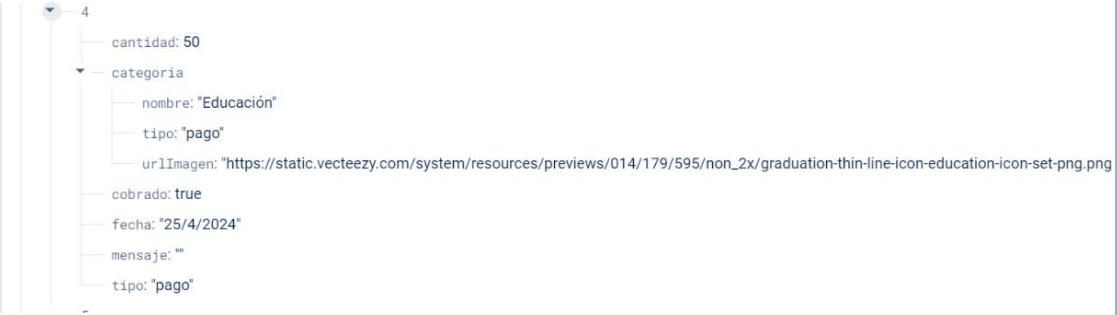 4
cantidad: 50
categoria
nombre: "Educación"
tipo: "pago"
urlImagen: "https://static.vecteezy.com/system/resources/previews/014/179/595/non_2x/graduation-thin-line-icon-education-icon-set-png.png
cobrado: true
fecha: "25/4/2024"
mensaje: ""
tipo: "pago"